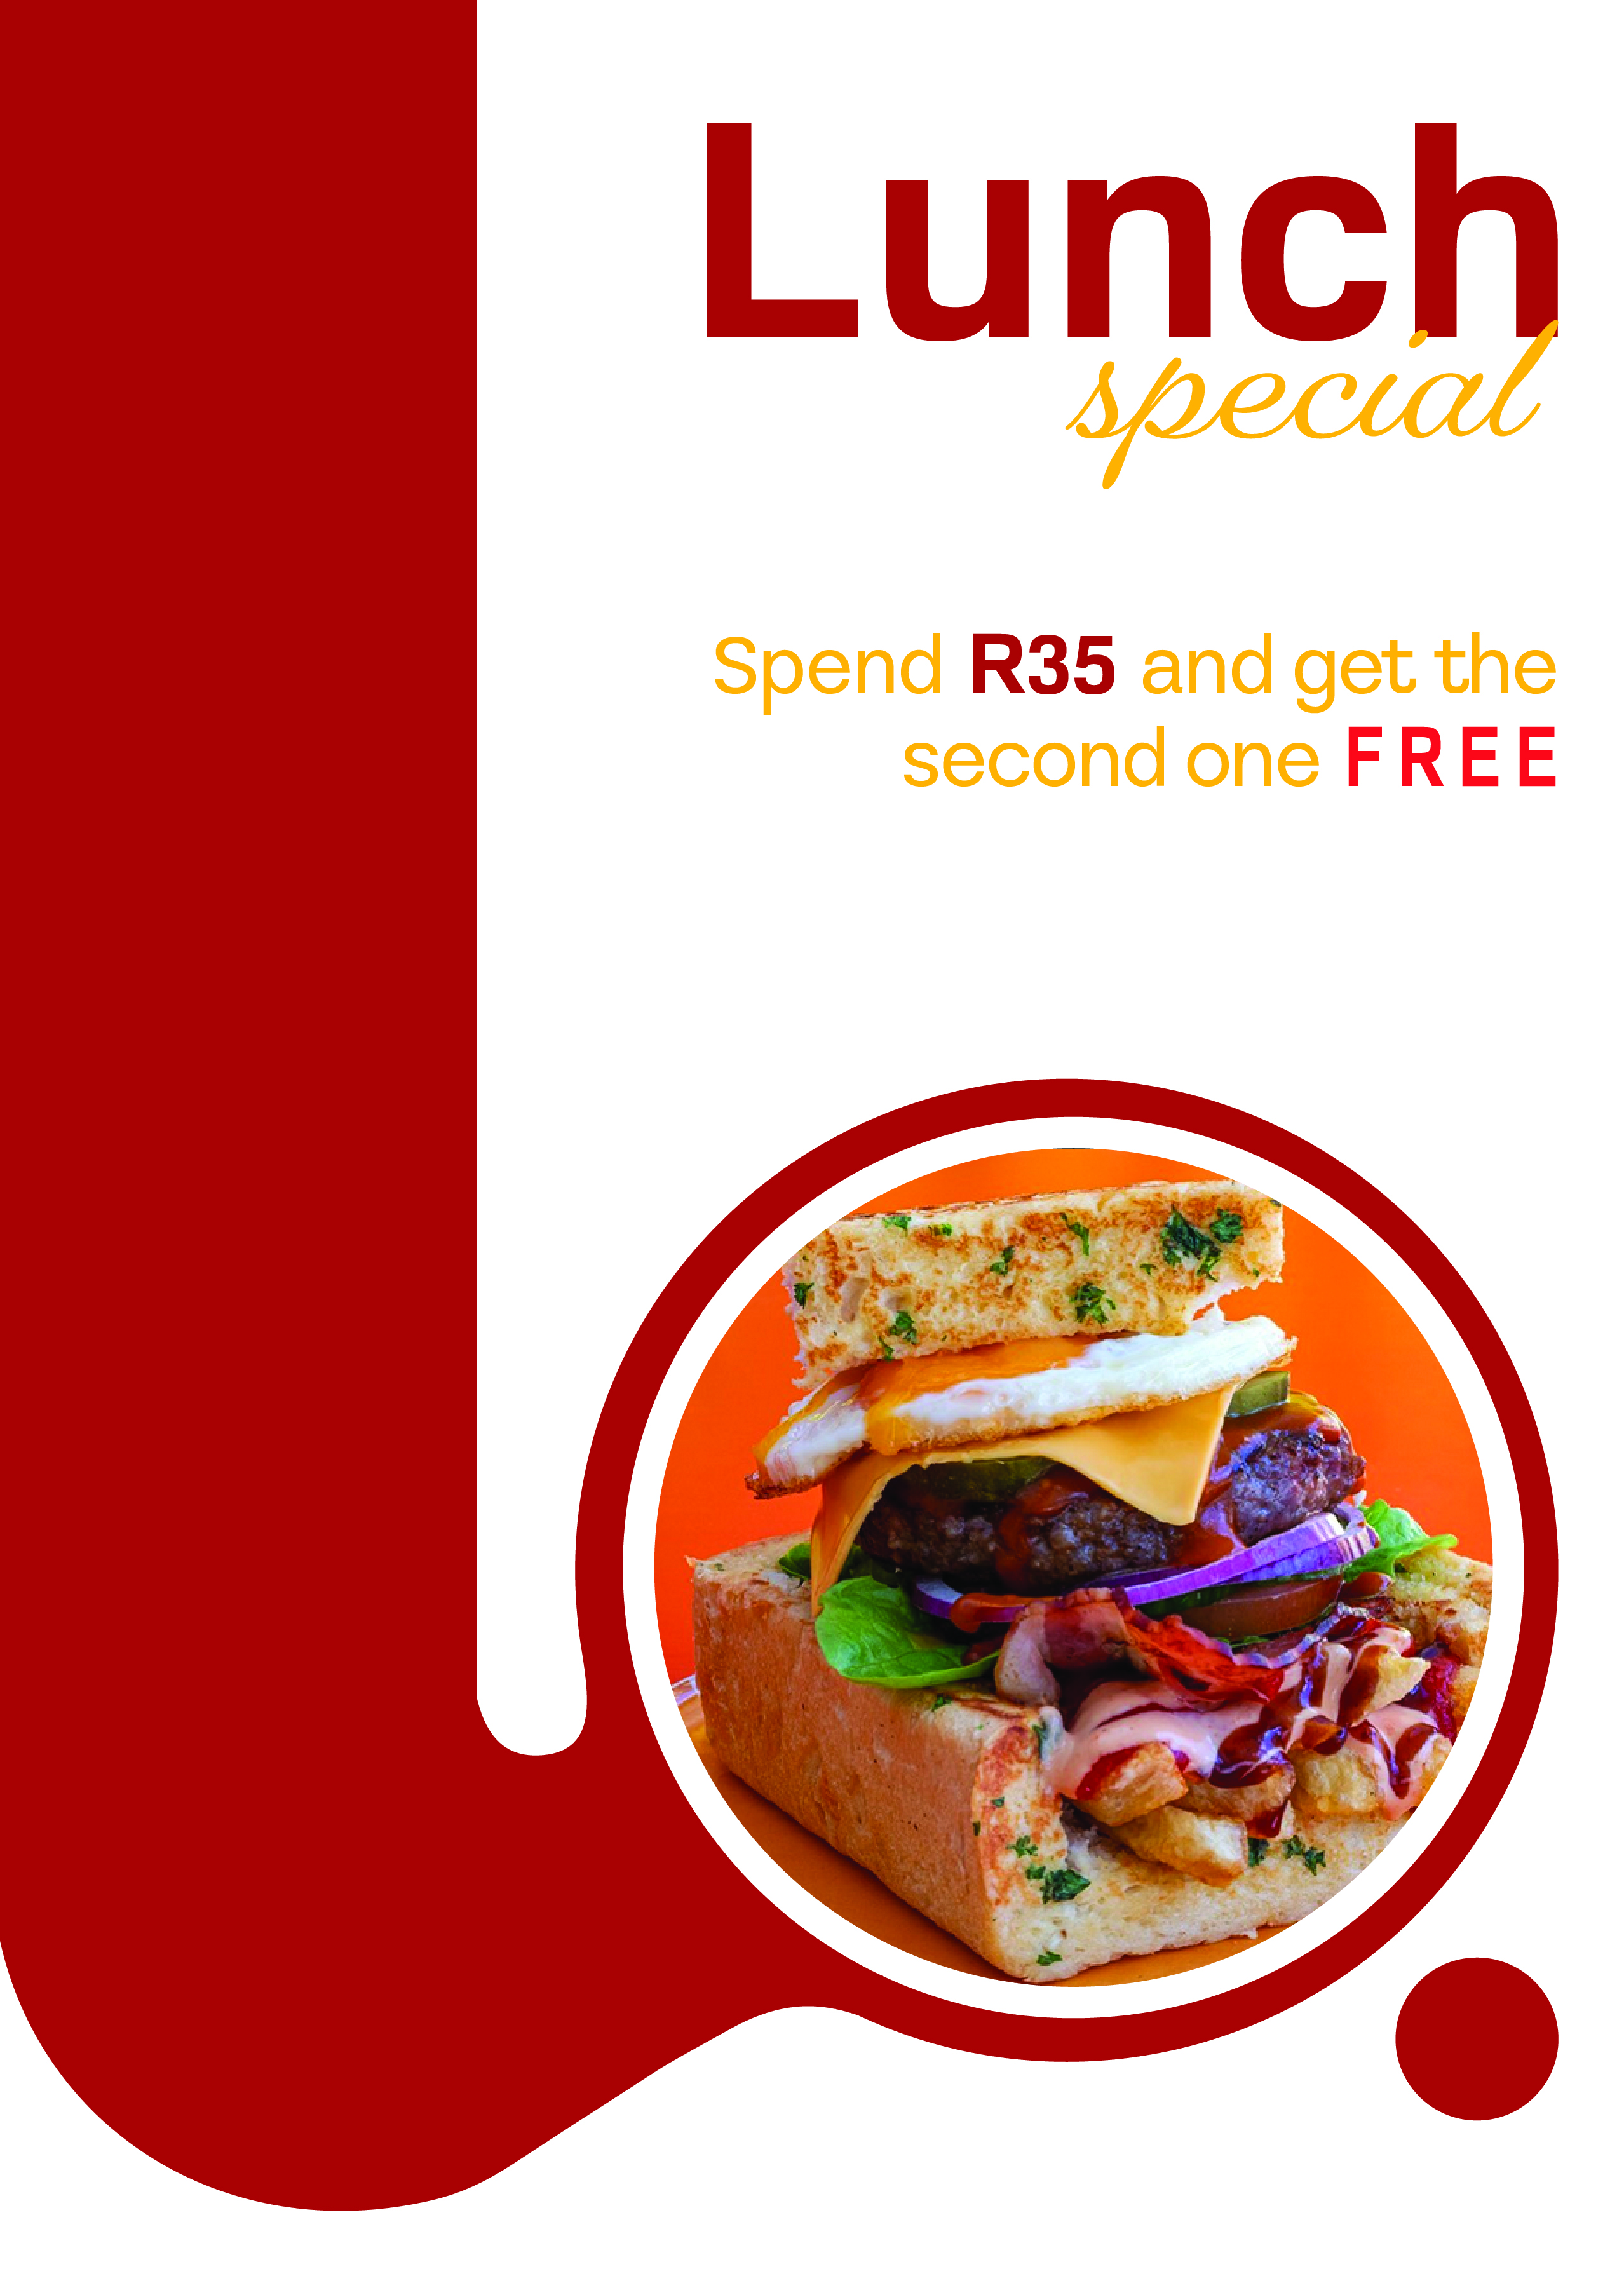 Lunch
special
Spend R35 and get the
second one FREE